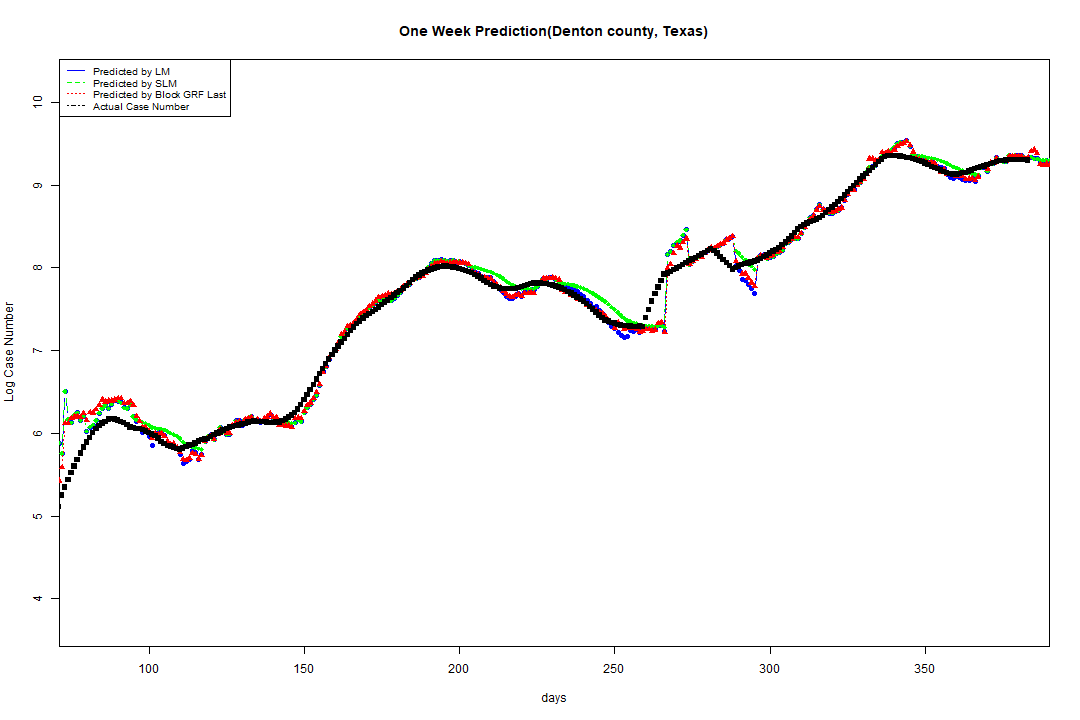 One Week Prediction(Denton county, Texas)
Predicted by LM
Predicted by SLM
Predicted by Block GRF Last
Actual Case Number
10
9
8
7
6
5
4
Log Case Number
100 150 200 250 300 350
days